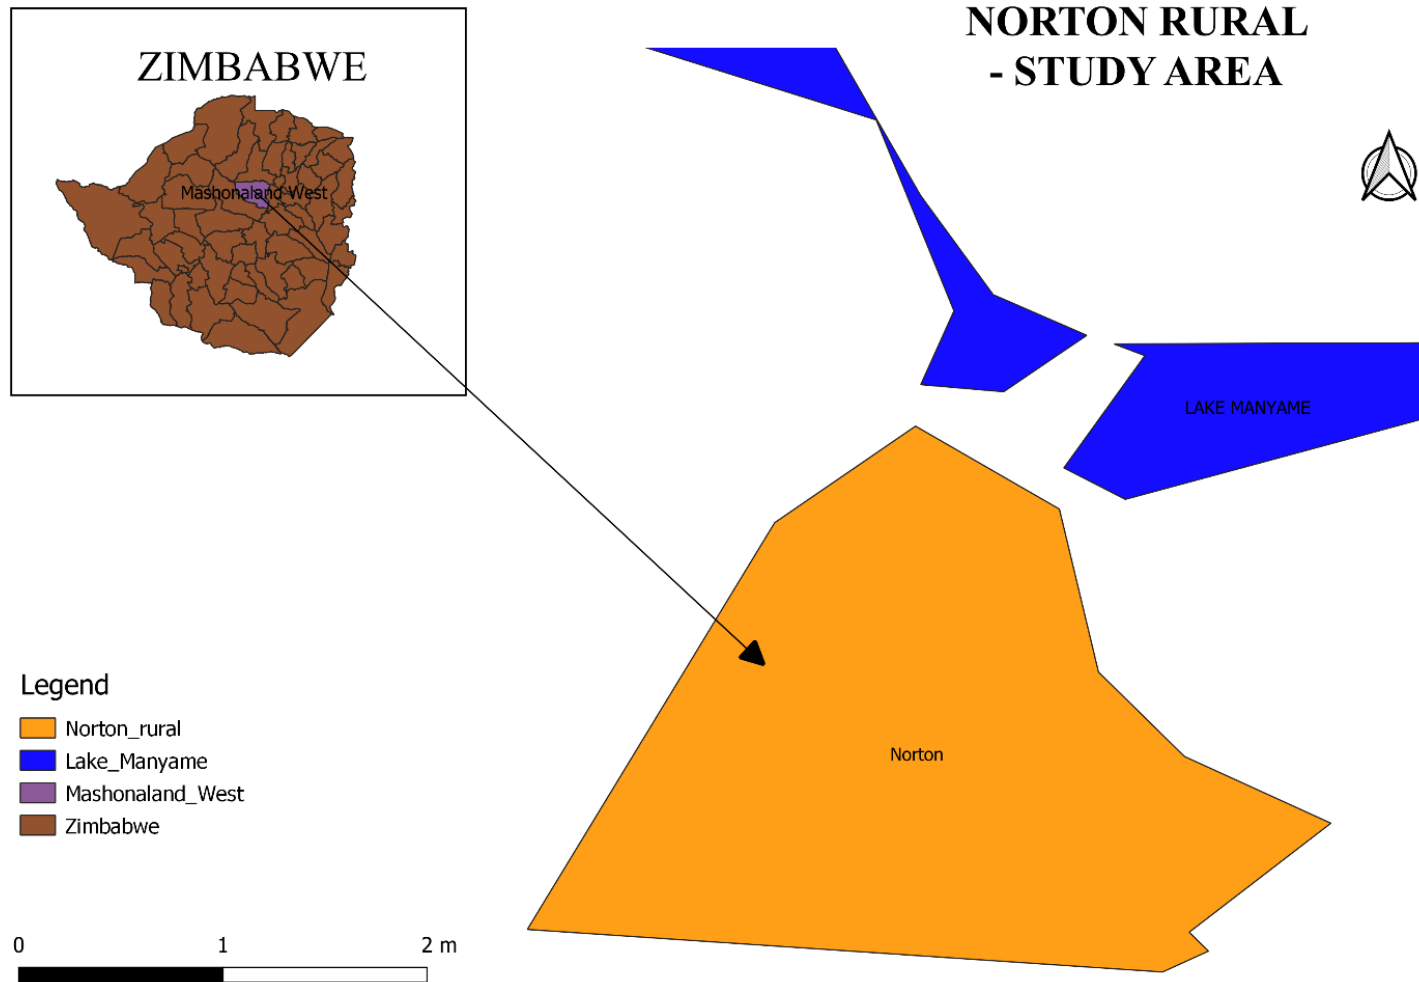 NORTON RURAL
- STUDY AREA
ZIMBABWE
Mashonaland West
LAKE MANYAME
Norton
Legend
Norton_rural
Lake_Manyame
Mashonaland_West
Zimbabwe
0 1 2 m